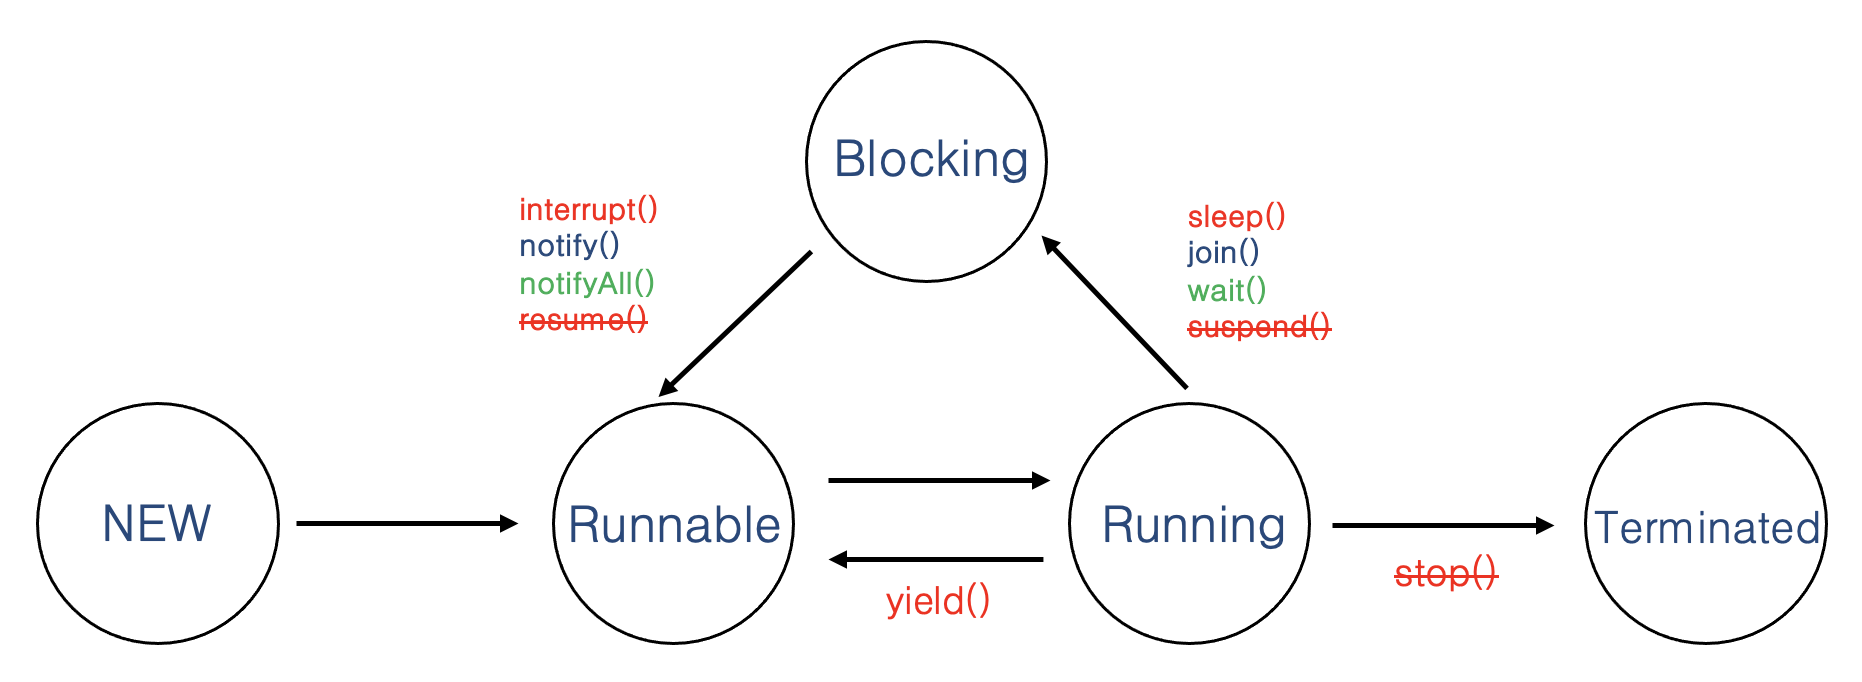 Blocking
interrupt()
notify()
notifyAll()
resume()
sleep()
join()
wait()
suspend()
NEW
Runnable
Running
Terminated
yield()
stop()